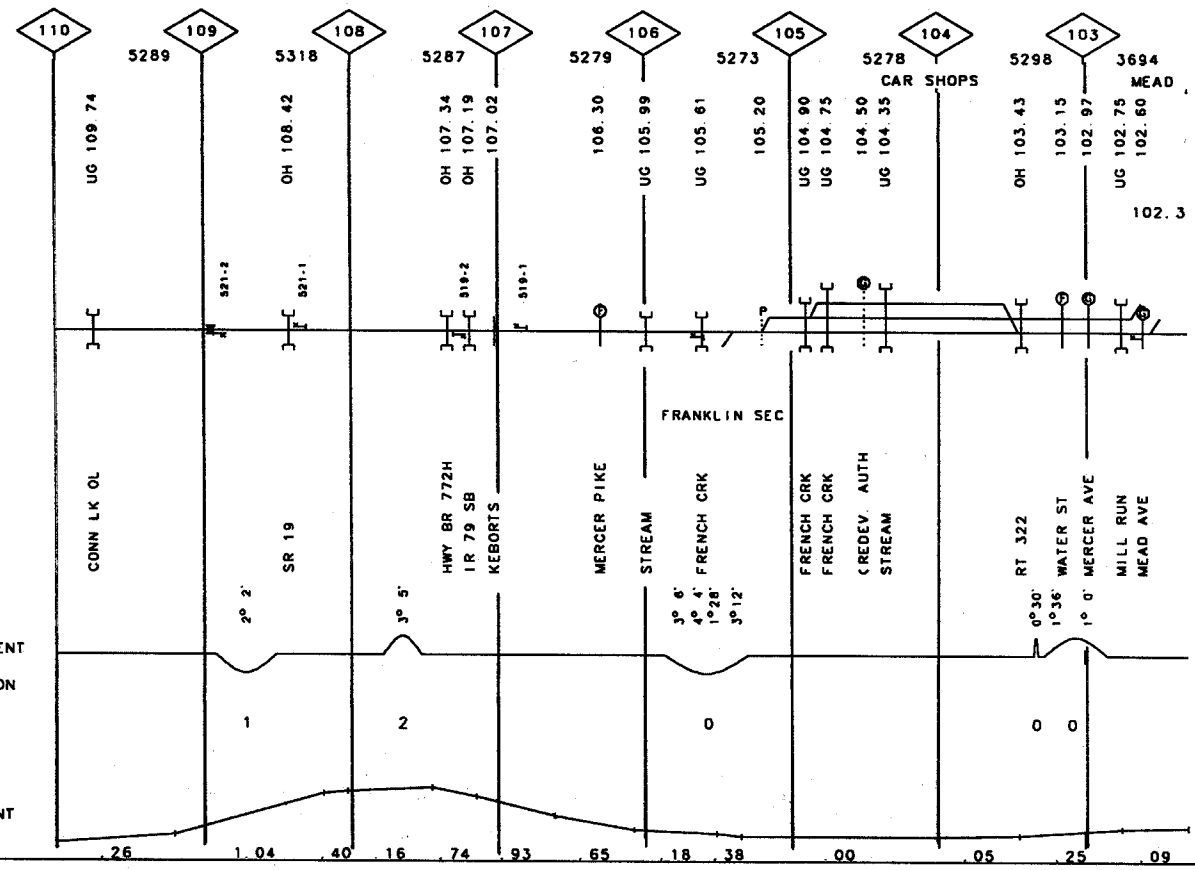 110 109 108 107 106 105 104 103
5289 5318 5287 5279 5273 5278 5298 3694
CAR SHOPS MEAD
UG 109.74
OH 108.42
OH 107.34
OH 107.19
107.02
106.30
UG 105.99
UG 105.61
105.20
UG 104.90
UG 104.75
104.50
UG 104.35
OH 103.43
103.15
102.97
UG 102.75
102.60
102.3
521-2
521-1
519-2
519-1
F
P
G
F
G
G
FRANKLIN SEC
CONN LK OL
SR 19
HWY BR 772H
IR 79 SB
KEBORTS
MERCER PIKE
STREAM
FRENCH CRK
FRENCH CRK
FRENCH CRK
(REDEV. AUTH
STREAM
RT 322
WATER ST
MERCER AVE
MILL RUN
MEAD AVE
2° 2'
3° 5'
3° 6'
4° 4'
1° 28'
3° 12'
0° 30'
1° 36'
1° 0'
ENT
ON
1 2 0 0 0
NT
.26 1.04 .40 .16 .74 .93 .65 .18 .38 .00 .05 .25 .09